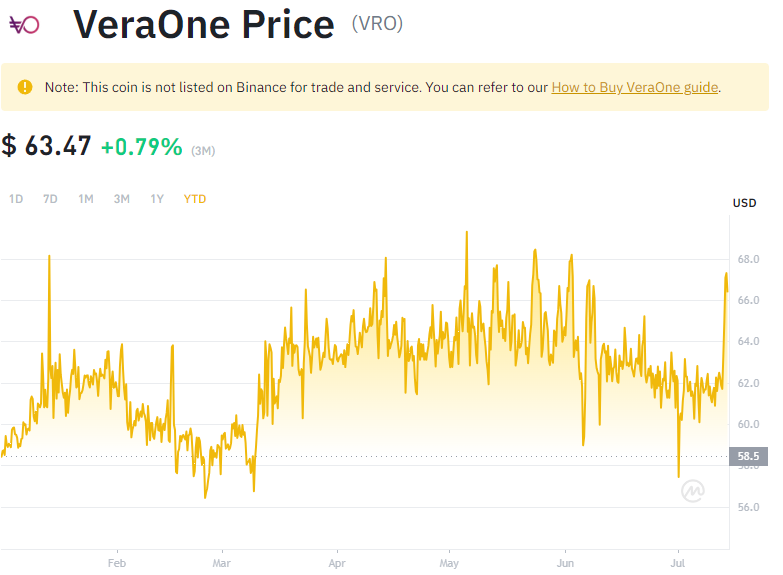 VeraOne Price (VRO)
Note: This coin is not listed on Binance for trade and service. You can refer to our How to Buy VeraOne guide.
$ 63.47 +0.79% (3M)
1D 7D 1M 3M 1Y YTD
USD
68.0
66.0
64.0
62.0
60.0
58.5
56.0
Feb Mar Apr May Jun Jul